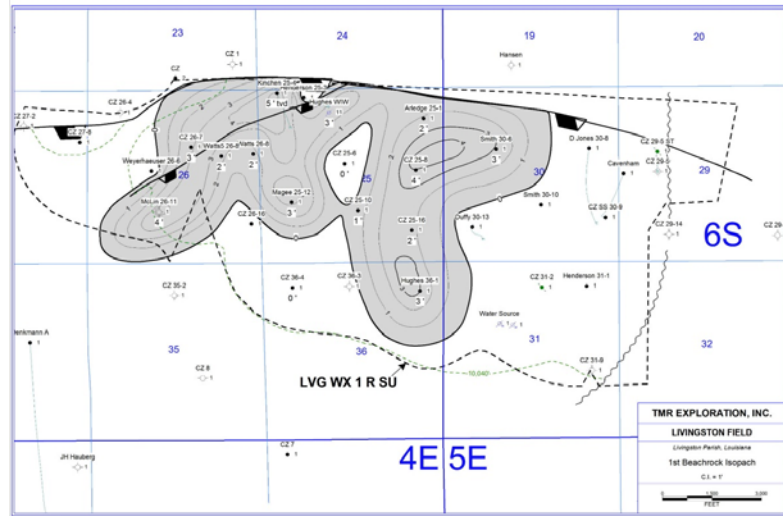 23
24
19
20
CZ 1
Hansen
CZ
Kinchen 25-4
Henderson 25-3
5' tvd
Hughes WIW
3'
CZ 26-4
CZ 27-2
CZ 27-8
Arledge 25-1
2'
CZ 26-7
3'
Watts 26-8
2'
2'
Smith 30-6
3'
D Jones 30-8
CZ 29-5 ST
CZ 29-5
Weyerhaeuser 26-6
CZ 25-6
0'
CZ 25-8
4'
Cavenham
26
25
30
29
McLin 26-11
4'
Magee 25-12
3'
CZ 25-10
1'
Smith 30-10
CZ SS 30-9
CZ 26-16
CZ 25-16
2'
Duffy 30-13
CZ 29-14
6S
CZ 35-2
CZ 36-4
0'
CZ 36-3
Hughes 36-1
3'
CZ 31-2
Henderson 31-1
Water Source
35
36
31
32
CZ 8
10,040'
CZ 31-9
LVG WX 1 R SU
CZ 7
JH Hauberg
4E 5E
TMR EXPLORATION, INC.
LIVINGSTON FIELD
Livingston Parish, Louisiana
1st Beachrock Isopach
C.I. = 1'
FEET